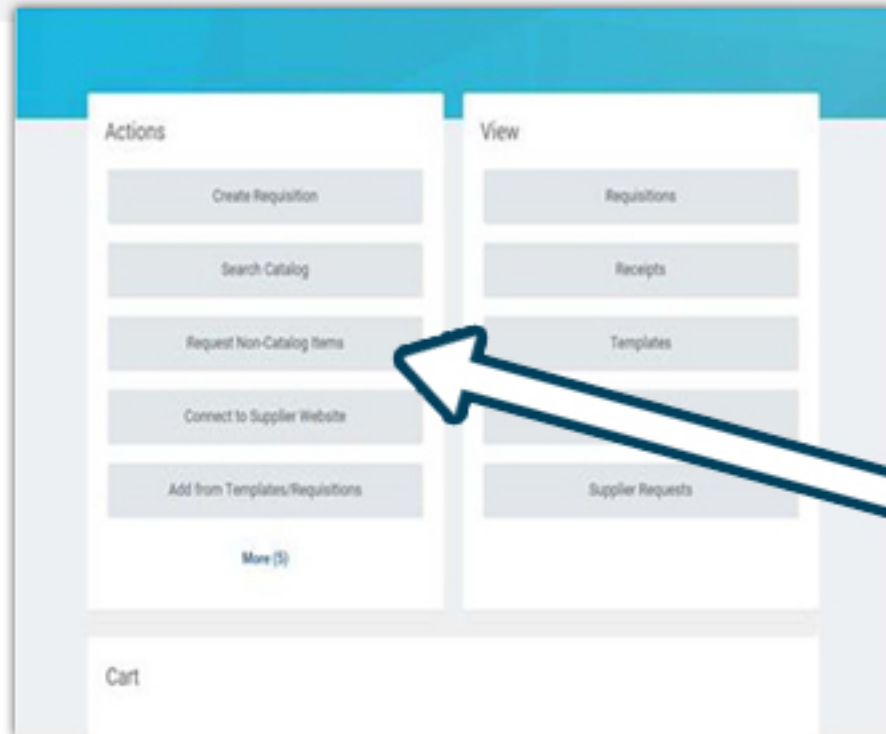 Actions
Create Requisition
Search Catalog
Request Non-Catalog Items
Connect to Supplier Website
Add from Templates/Requisitions
More (5)
View
Requisitions
Receipts
Templates
Supplier Requests
Cart